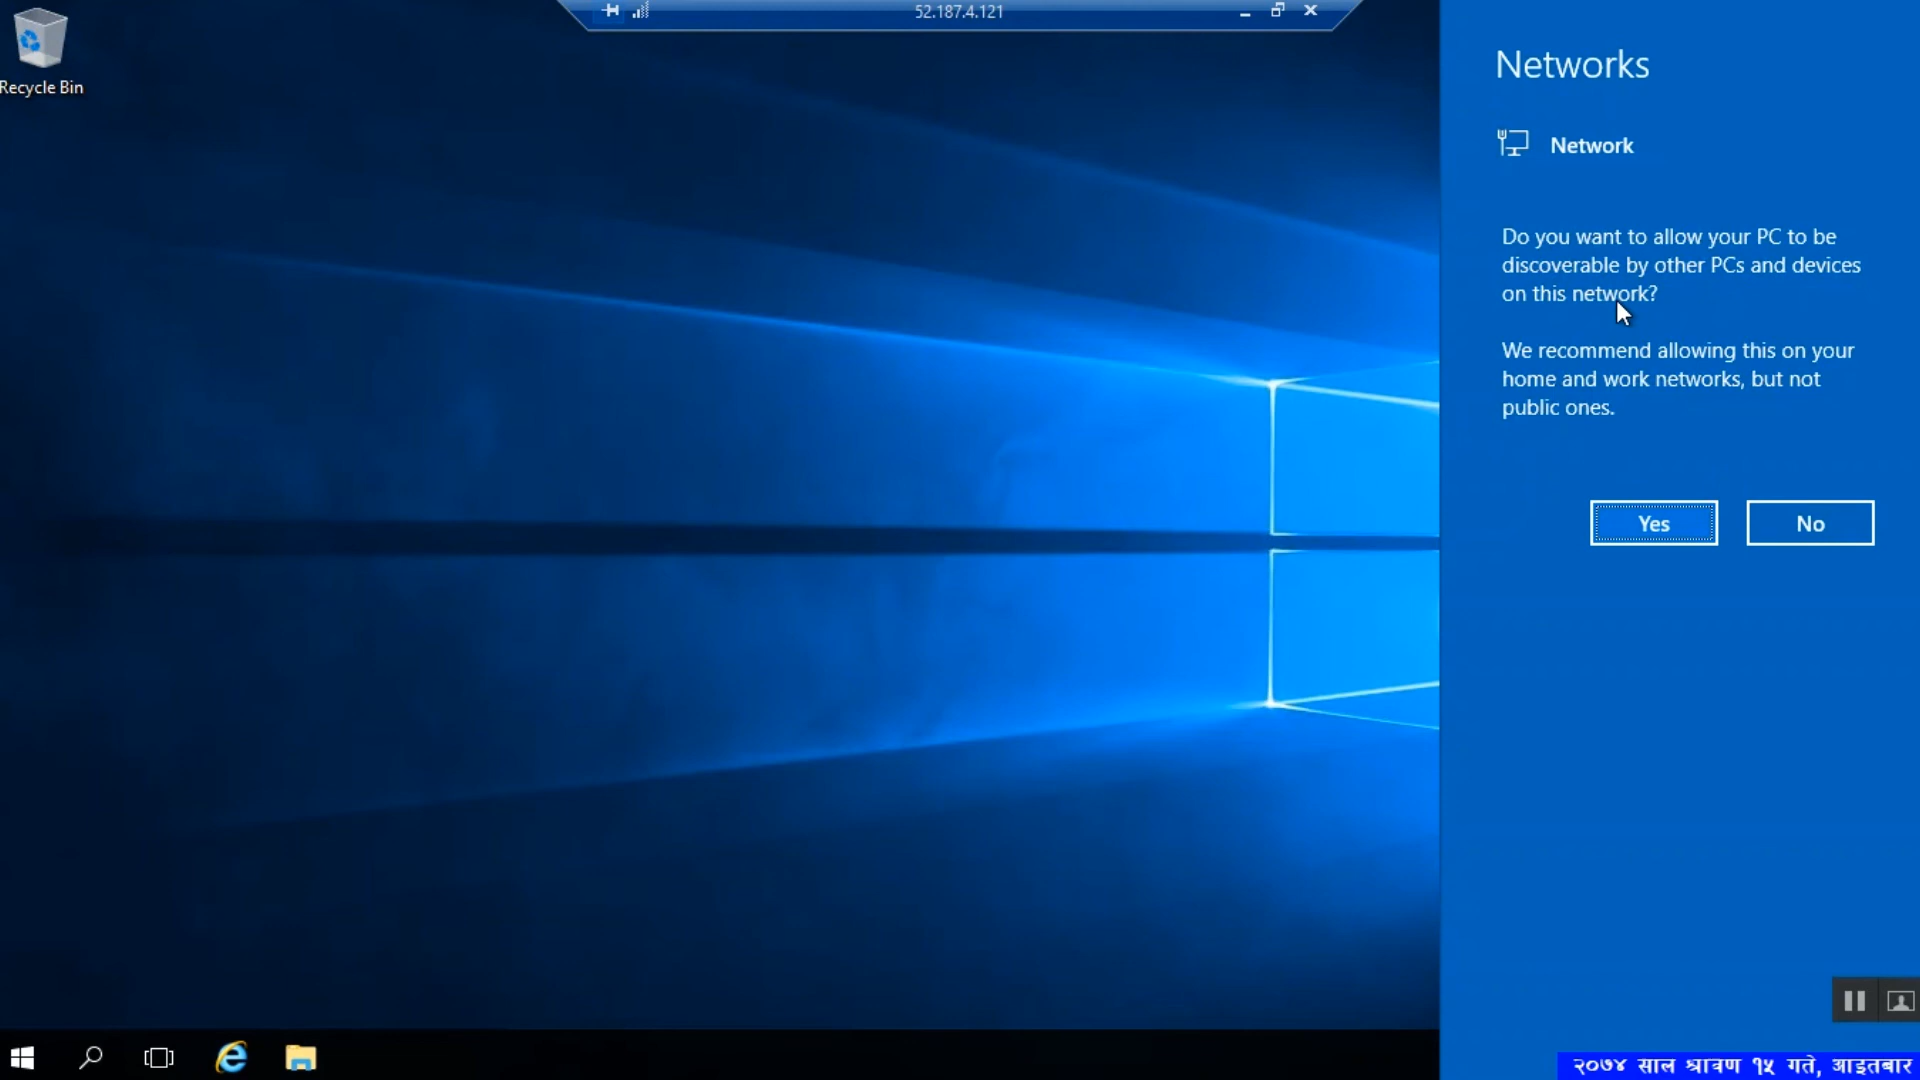 52.187.4.121
Recycle Bin
Networks
Network
Do you want to allow your PC to be
discoverable by other PCs and devices
on this network?
We recommend allowing this on your
home and work networks, but not
public ones.
Yes
No
२०७४ साल श्रावण १५ गते, आइतबार